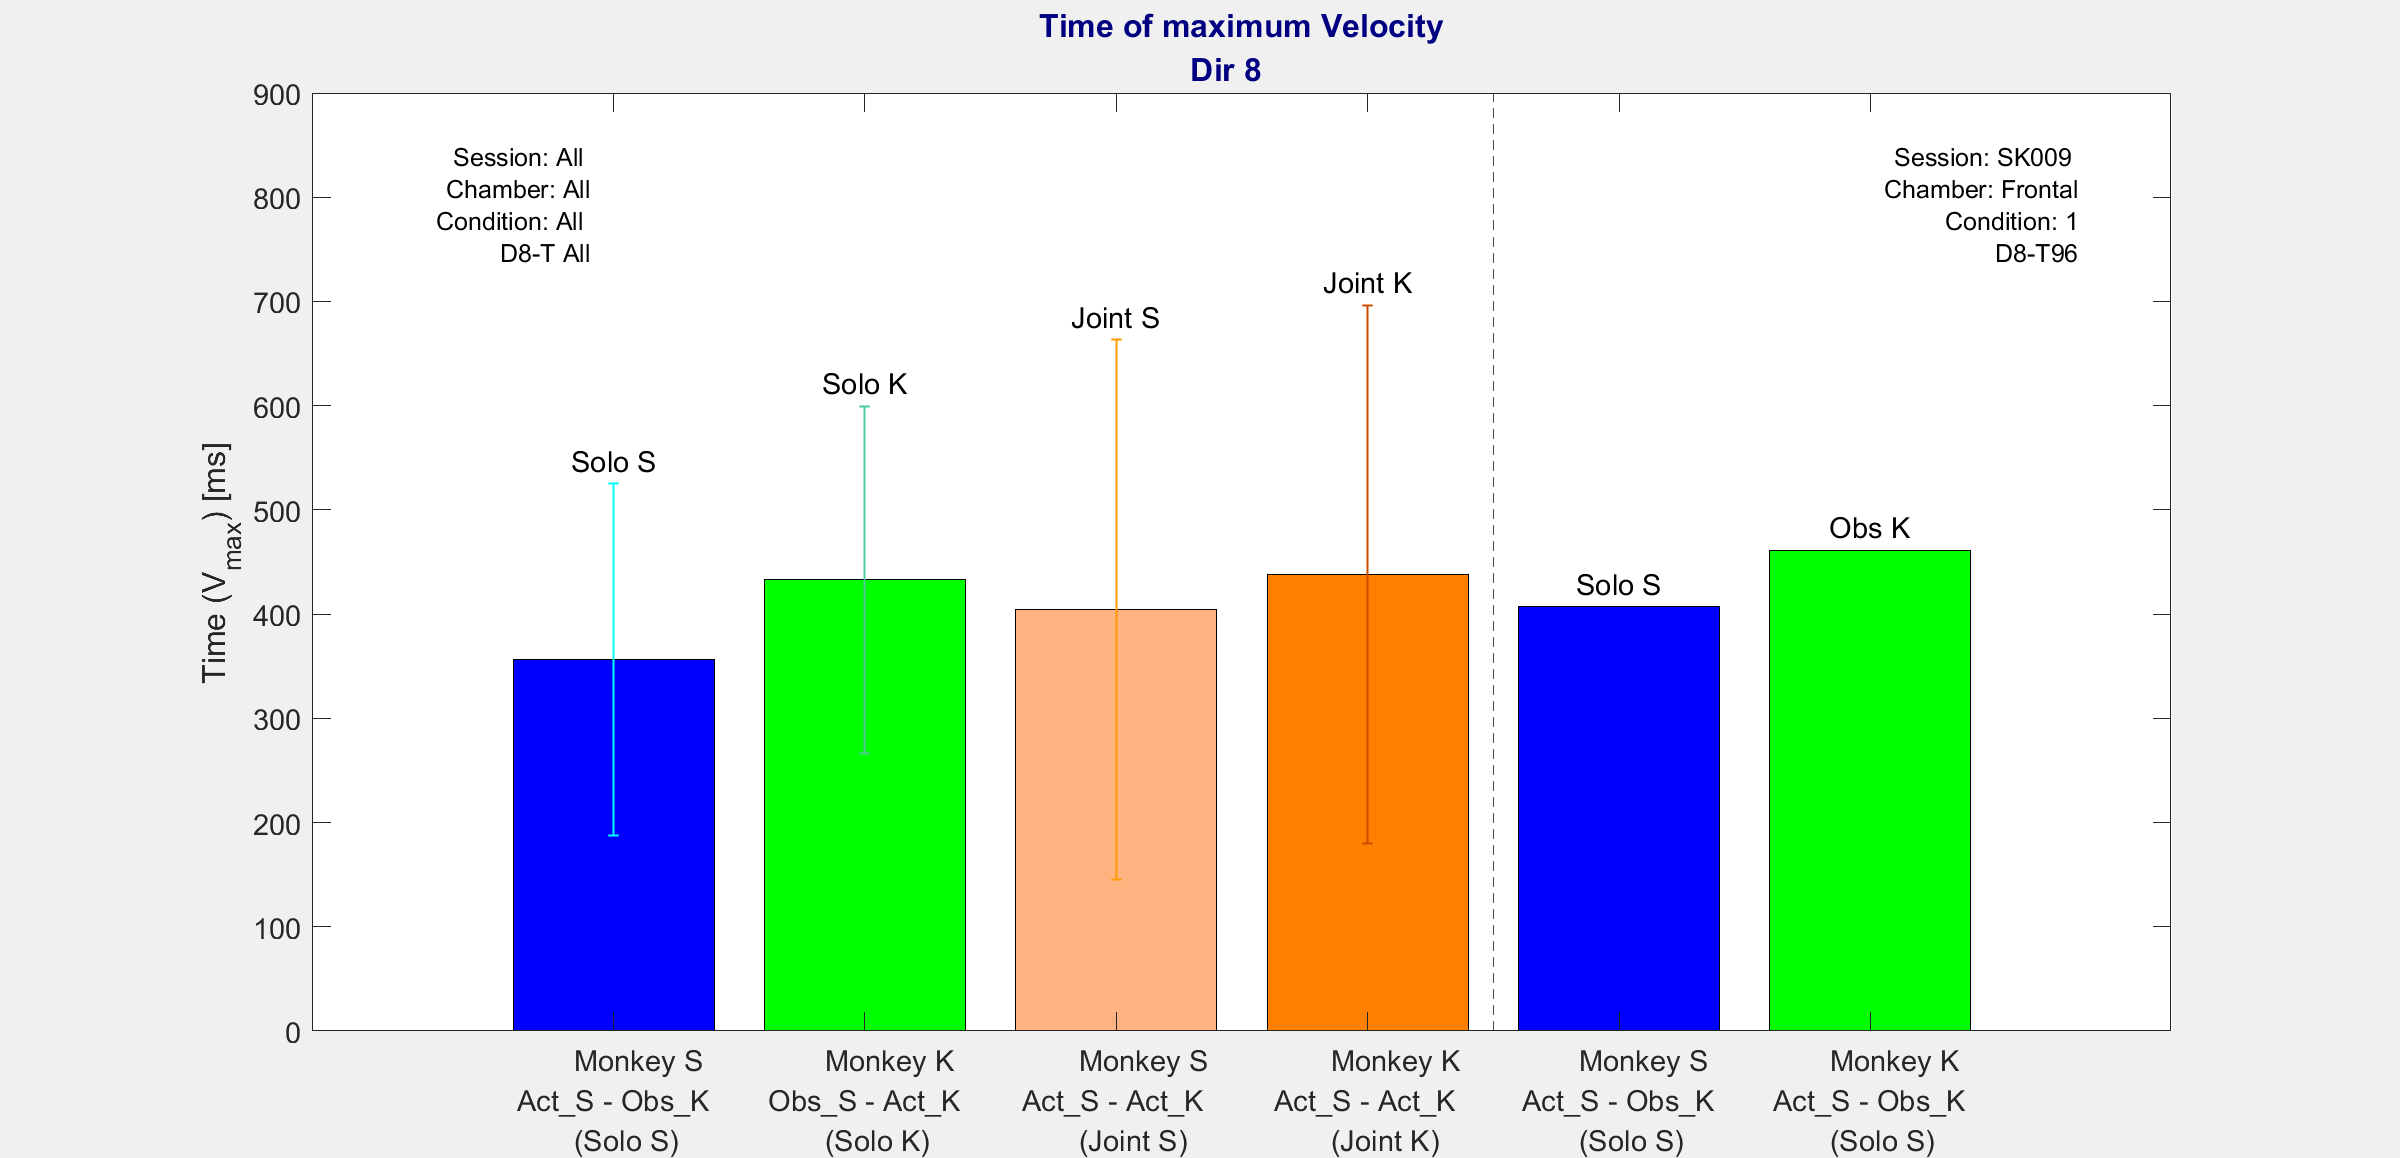 Time of maximum Velocity
Dir 8
900
800
700
600
500
400
300
200
100
0
Time (Vmax) [ms]
Session: All
Chamber: All
Condition: All
D8-T All
Session: SK009
Chamber: Frontal
Condition: 1
D8-T96
Solo S
Solo K
Joint S
Joint K
Solo S
Obs K
Monkey S
Act_S - Obs_K
(Solo S)
Monkey K
Obs_S - Act_K
(Solo K)
Monkey S
Act_S - Act_K
(Joint S)
Monkey K
Act_S - Act_K
(Joint K)
Monkey S
Act_S - Obs_K
(Solo S)
Monkey K
Act_S - Obs_K
(Solo S)